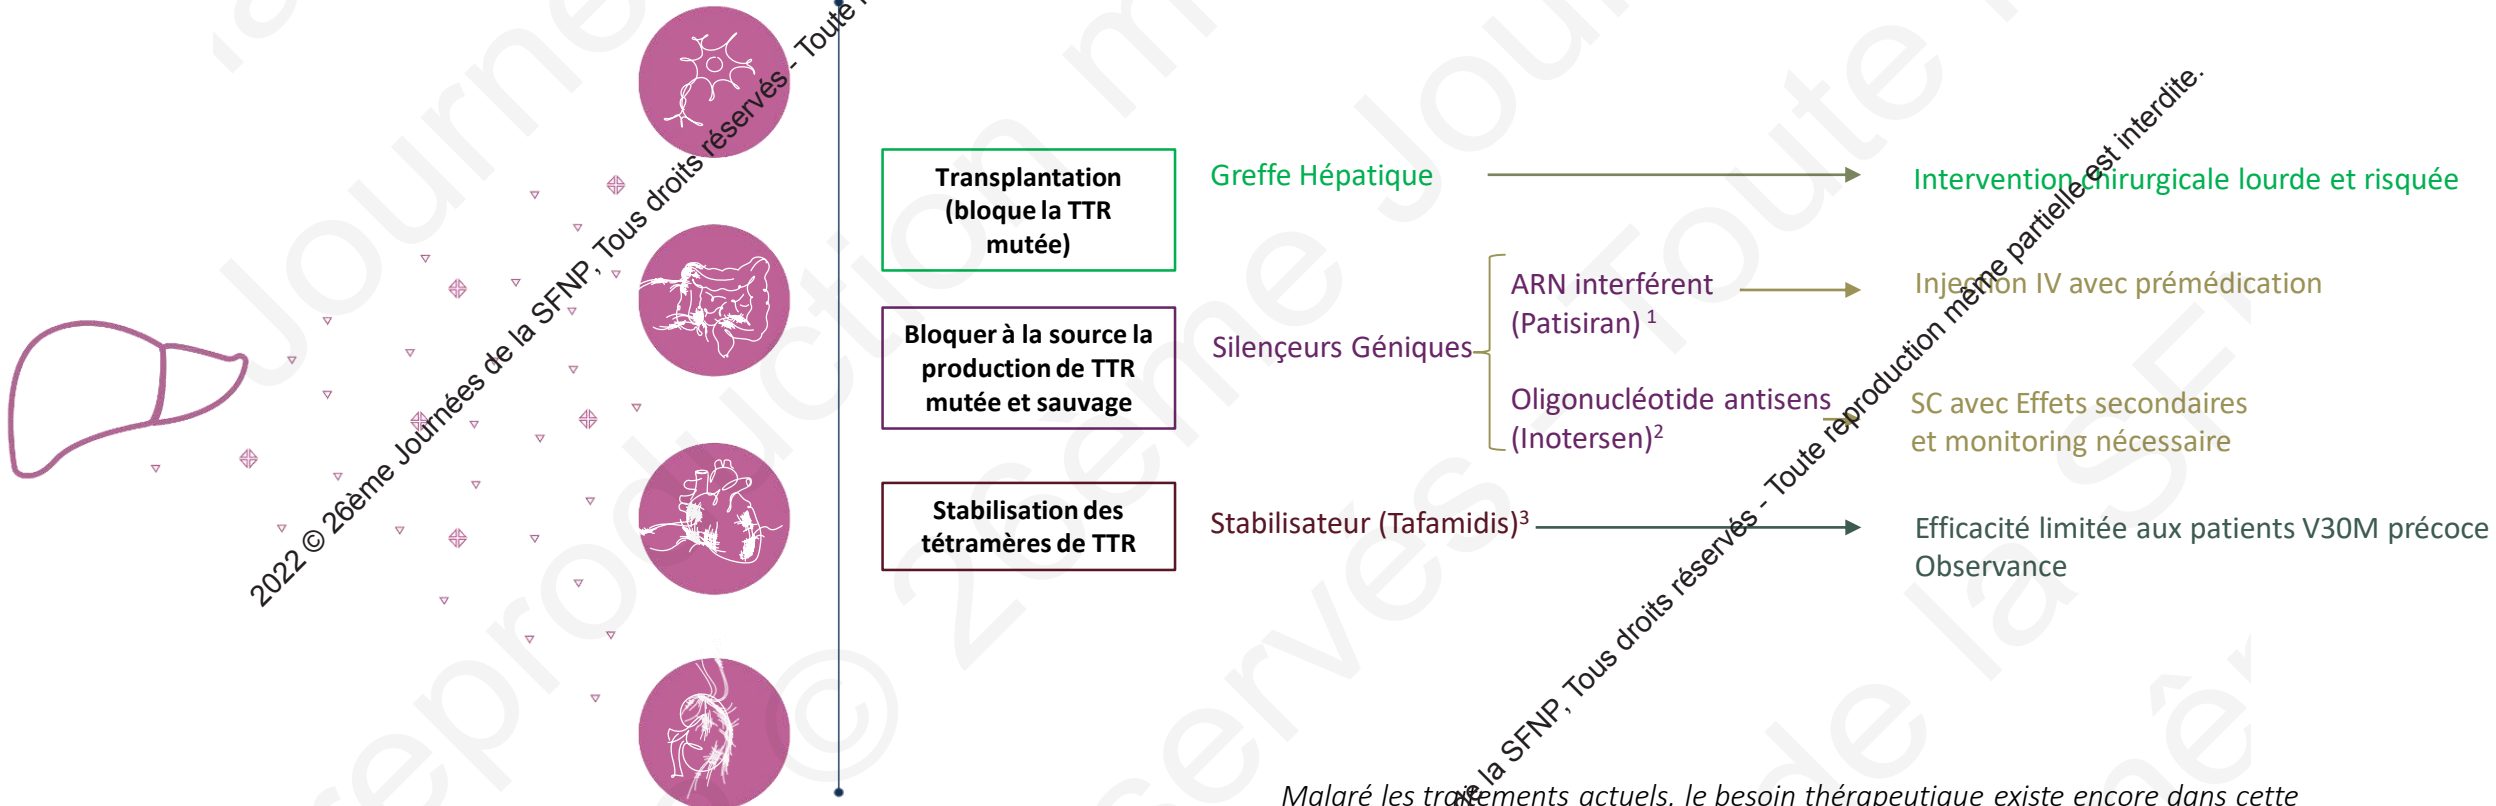 Transplantation
(bloque la TTR
mutée)
Greffe Hépatique
Intervention chirurgicale lourde et risquée
Bloquer à la source la
production de TTR
mutée et sauvage
Silençeurs Géniques
ARN interférent
(Patisiran) 1
Injection IV avec prémédication
Oligonucléotide antisens
(Inotersen)2
SC avec Effets secondaires
et monitoring nécessaire
Stabilisation des
tétramères de TTR
Stabilisateur (Tafamidis)3
Efficacité limitée aux patients V30M précoce
Observance
Malgré les traitements actuels, le besoin thérapeutique existe encore dans cette
2022 © 26ème Journées de la SFNP, Tous droits réservés - Toute
la SFNP, Tous droits réservés - Toute reproduction même partielle est interdite.